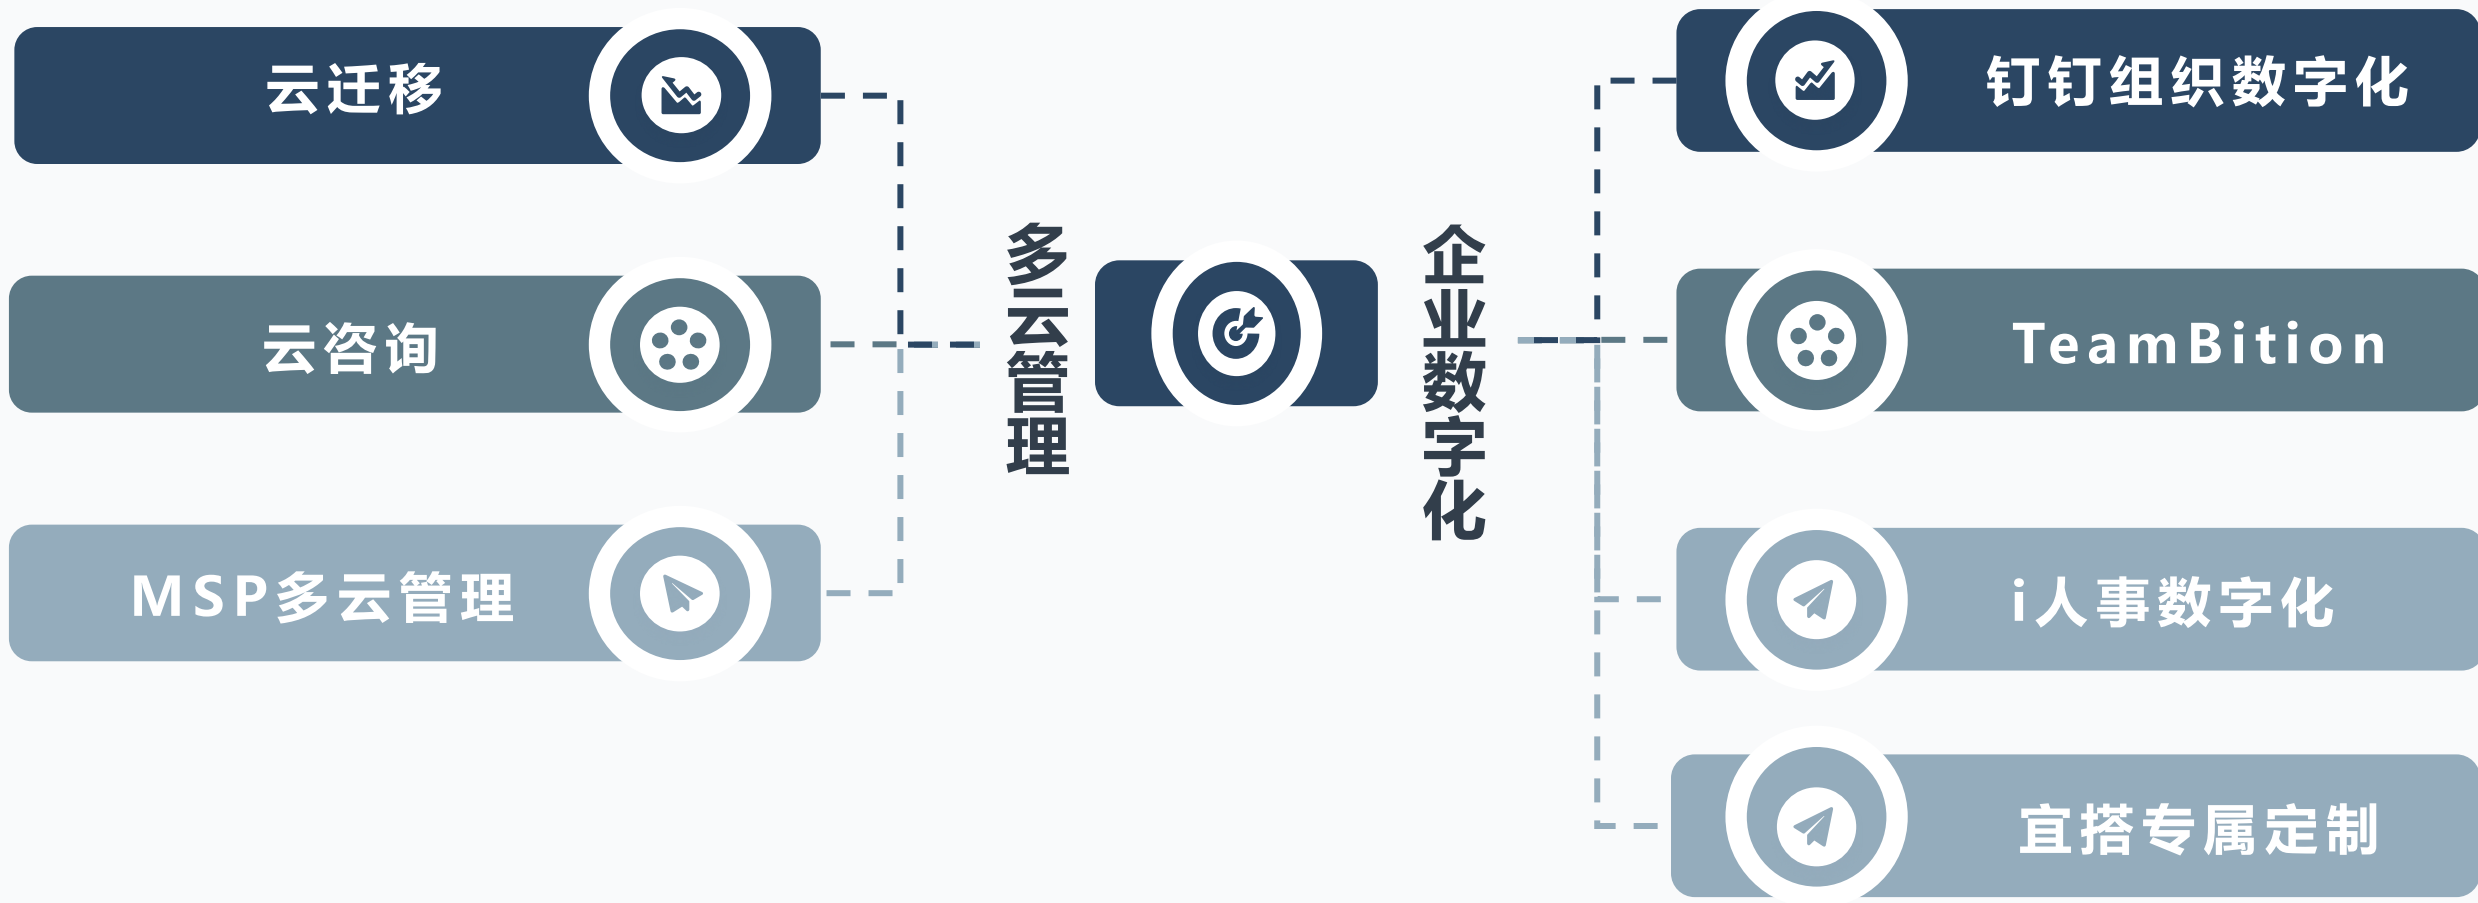 云迁移
云咨询
MSP多云管理
多云管理
企业数字化
钉钉组织数字化
TeamBition
i人事数字化
宜搭专属定制